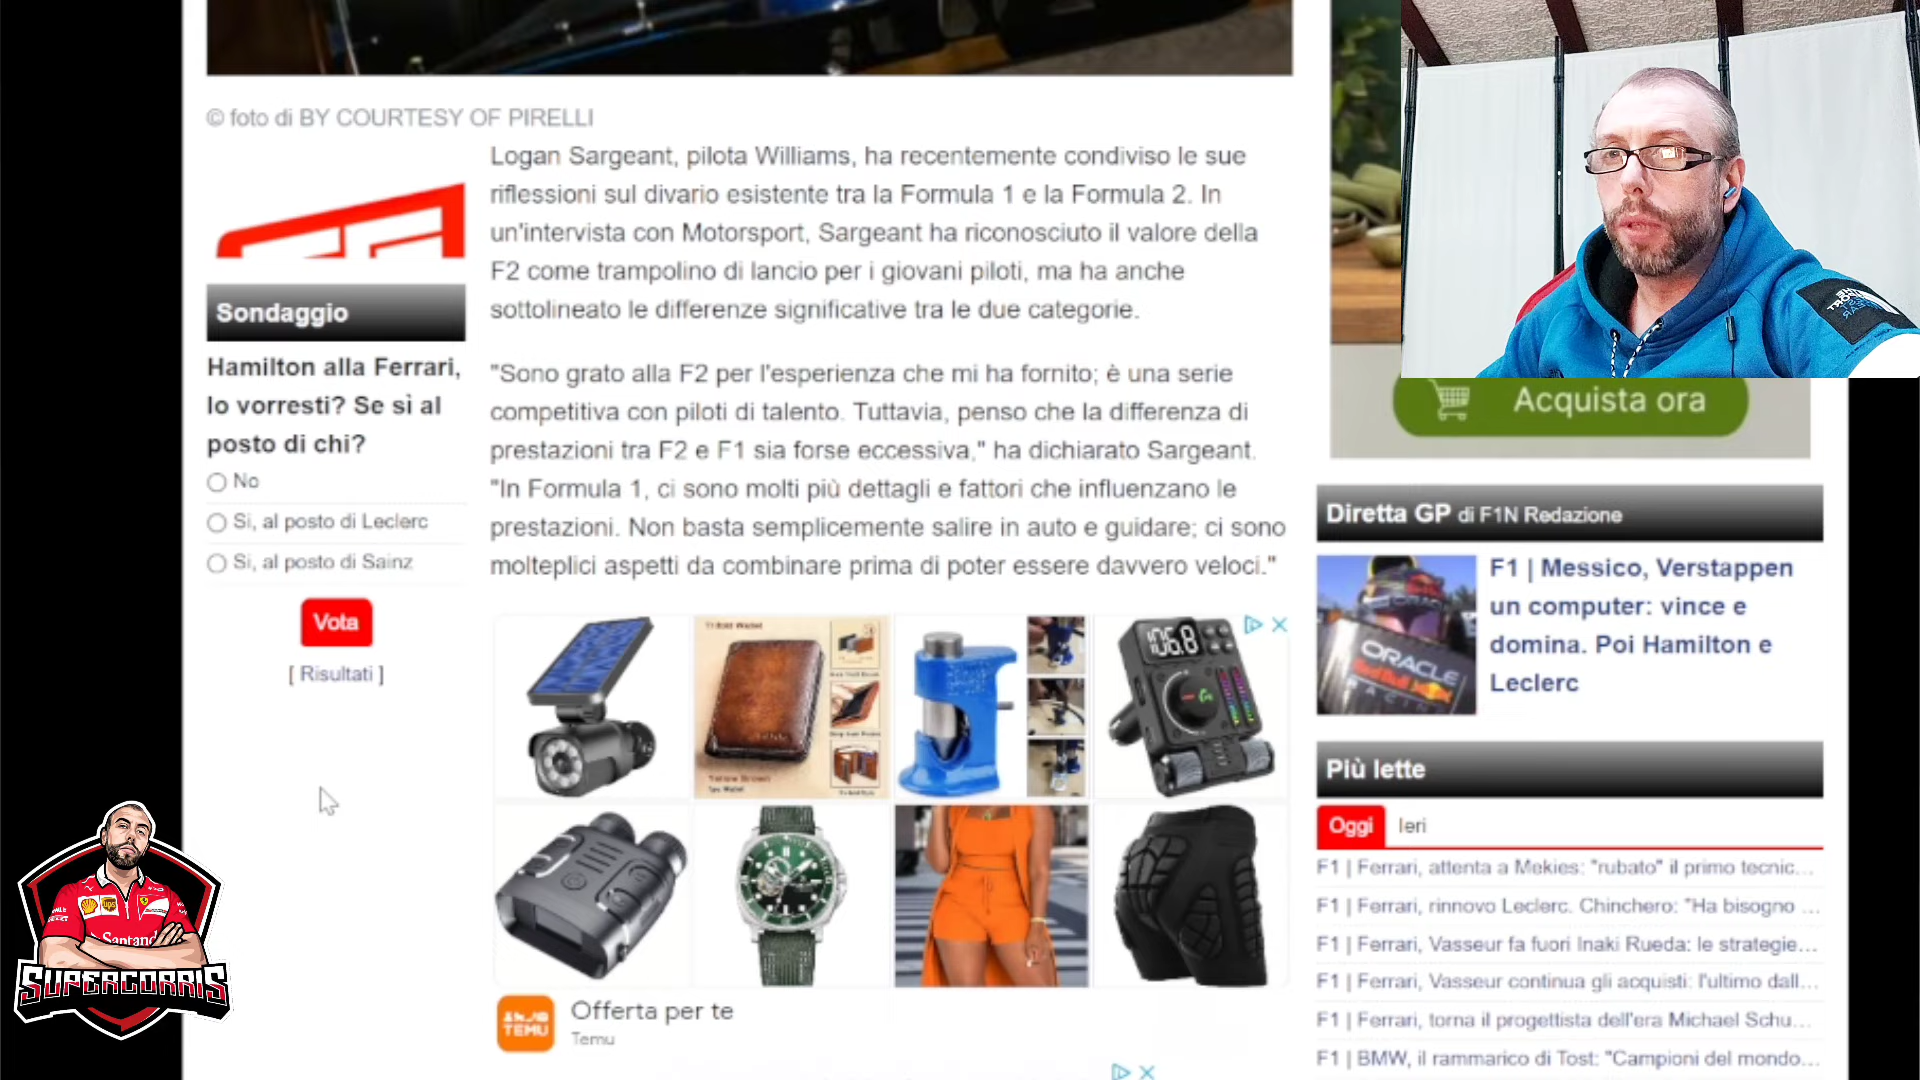 © foto di BY COURTESY OF PIRELLI
Logan Sargeant, pilota Williams, ha recentemente condiviso le sue
riflessioni sul divario esistente tra la Formula 1 e la Formula 2. In
un'intervista con Motorsport, Sargeant ha riconosciuto il valore della
F2 come trampolino di lancio per i giovani piloti, ma ha anche
sottolineato le differenze significative tra le due categorie.
"Sono grato alla F2 per l'esperienza che mi ha fornito; è una serie
competitiva con piloti di talento. Tuttavia, penso che la differenza di
prestazioni tra F2 e F1 sia forse eccessiva," ha dichiarato Sargeant.
"In Formula 1, ci sono molti più dettagli e fattori che influenzano le
prestazioni. Non basta semplicemente salire in auto e guidare; ci sono
molteplici aspetti da combinare prima di poter essere davvero veloci."
Sondaggio
Hamilton alla Ferrari,
lo vorresti? Se sì al
posto di chi?
No
Si, al posto di Leclerc
Si, al posto di Sainz
Vota
[ Risultati ]
106.8
TEMU
Offerta per te
Temu
Acquista ora
Diretta GP di F1N Redazione
F1 | Messico, Verstappen
un computer: vince e
domina. Poi Hamilton e
Leclerc
ORACLE
Più lette
Oggi
Ieri
F1 | Ferrari, attenta a Mekies: "rubato" il primo tecnic...
F1 | Ferrari, rinnovo Leclerc. Chinchero: "Ha bisogno ...
F1 | Ferrari, Vasseur fa fuori Inaki Rueda: le strategie...
F1 | Ferrari, Vasseur continua gli acquisti: l'ultimo dall...
F1 | Ferrari, torna il progettista dell'era Michael Schu...
F1 | BMW, il rammarico di Tost: "Campioni del mondo...
ups
Santand
SUPERCORRIS